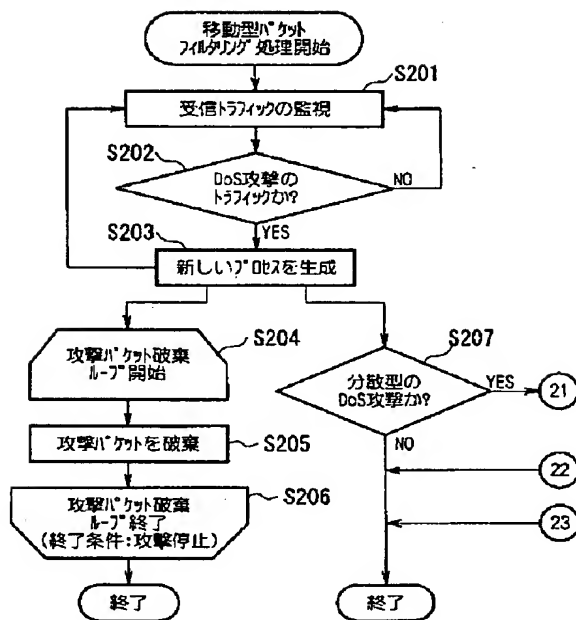 移動型パケット
フィルタリング処理開始
S201
受信トラフィックの監視
S202
DoS攻撃の
トラフィックか?
NO
YES
S203
新しいプロセスを生成
S204
攻撃パケット破棄
ループ開始
S205
攻撃パケットを破棄
S206
攻撃パケット破棄
ループ終了
(終了条件:攻撃停止)
終了
S207
分散型の
DoS攻撃か?
YES
21
NO
22
23
終了